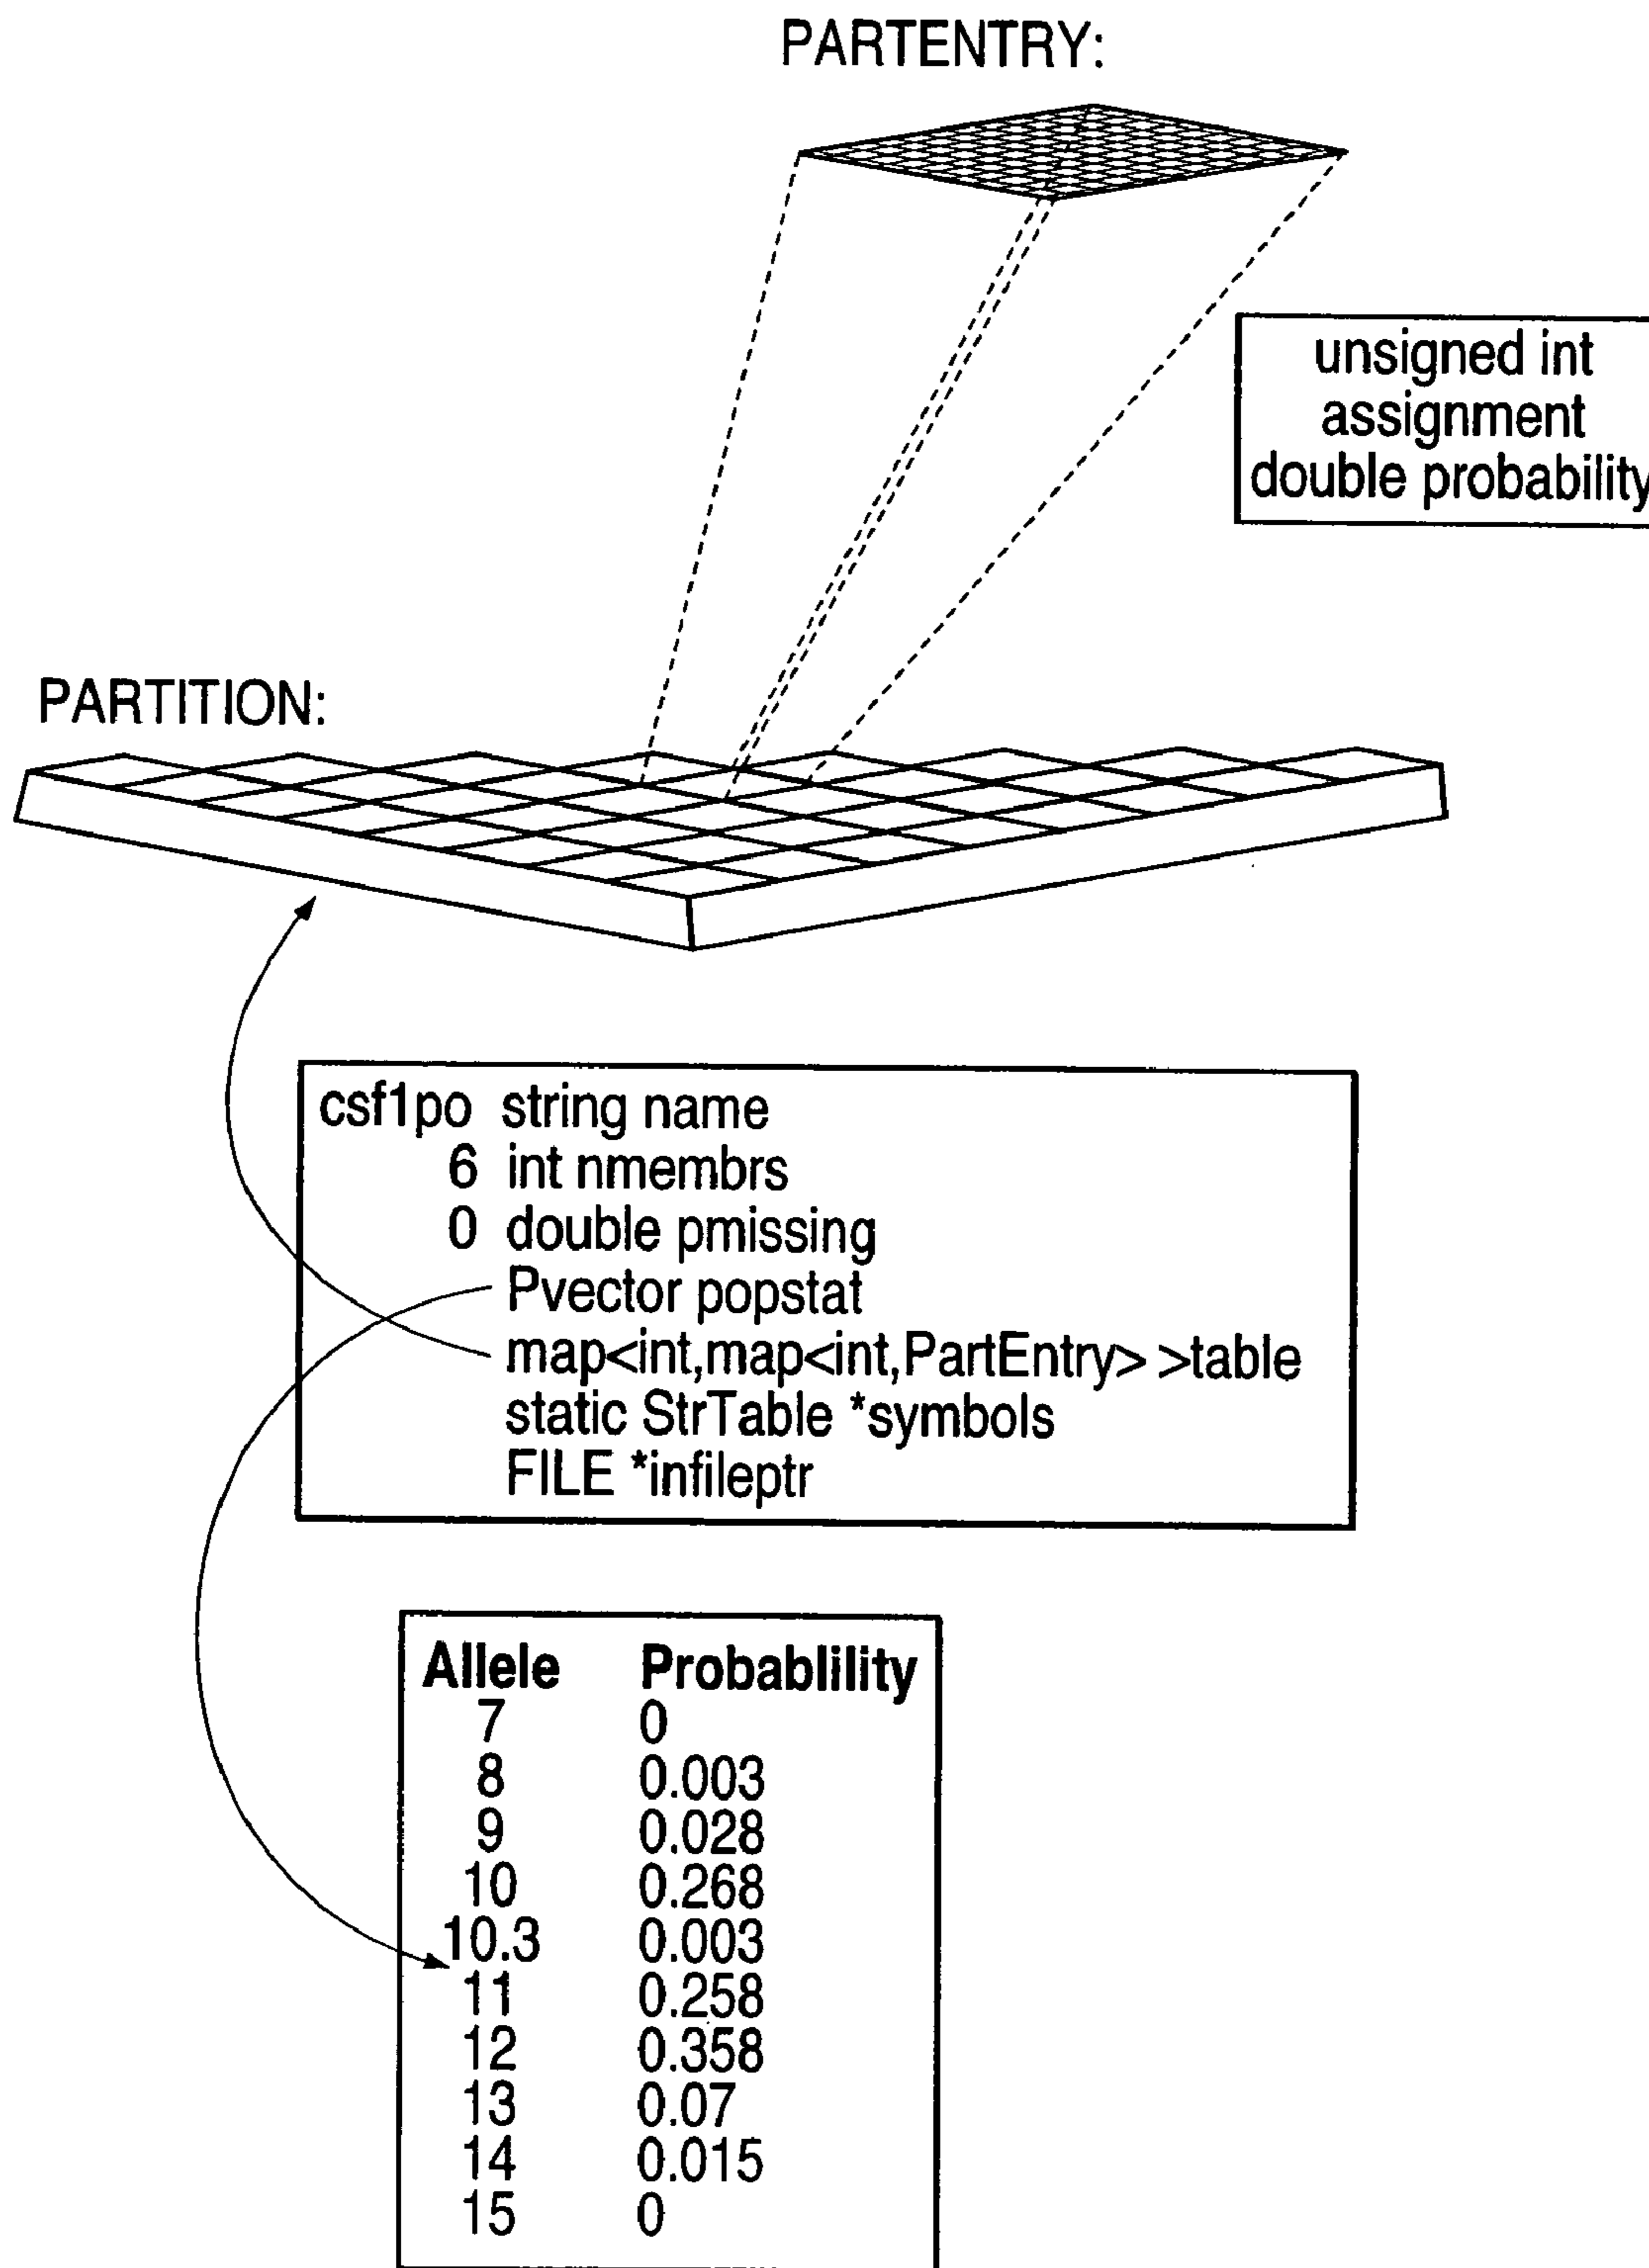 PARTENTRY:
unsigned int
assignment
double probability
PARTITION:
csf1po string name
6 int nmembrs
0 double pmissing
Pvector popstat
map<int,map<int,PartEntry> >table
static StrTable *symbols
FILE *infileptr
Allele Probablility
7 0
8 0.003
9 0.028
10 0.268
10.3 0.003
11 0.258
12 0.358
13 0.07
14 0.015
15 0